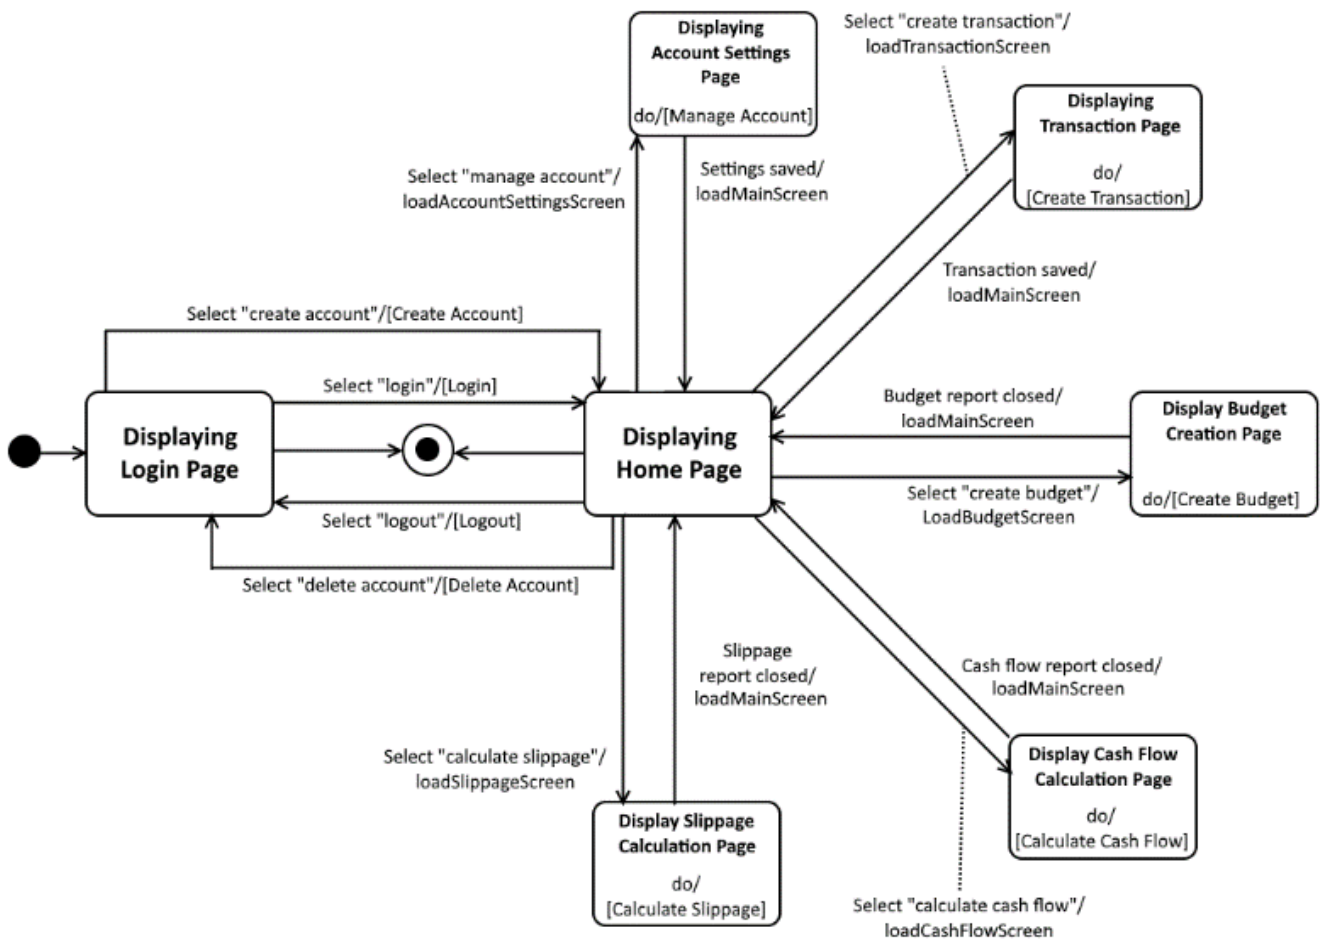 Displaying
Account Settings
Page
do/[Manage Account]
Select "create transaction"/
loadTransactionScreen
Displaying
Transaction Page
do/
[Create Transaction]
Select "manage account"/
loadAccountSettingsScreen
Settings saved/
loadMainScreen
Transaction saved/
loadMainScreen
Select "create account"/[Create Account]
Select "login"/[Login]
Displaying
Login Page
Displaying
Home Page
Select "logout"/[Logout]
Select "delete account"/[Delete Account]
Budget report closed/
loadMainScreen
Display Budget
Creation Page
do/[Create Budget]
Select "create budget"/
LoadBudgetScreen
Slippage
report closed/
loadMainScreen
Cash flow report closed/
loadMainScreen
Select "calculate slippage"/
loadSlippageScreen
Display Slippage
Calculation Page
do/
[Calculate Slippage]
Display Cash Flow
Calculation Page
do/
[Calculate Cash Flow]
Select "calculate cash flow"/
loadCashFlowScreen